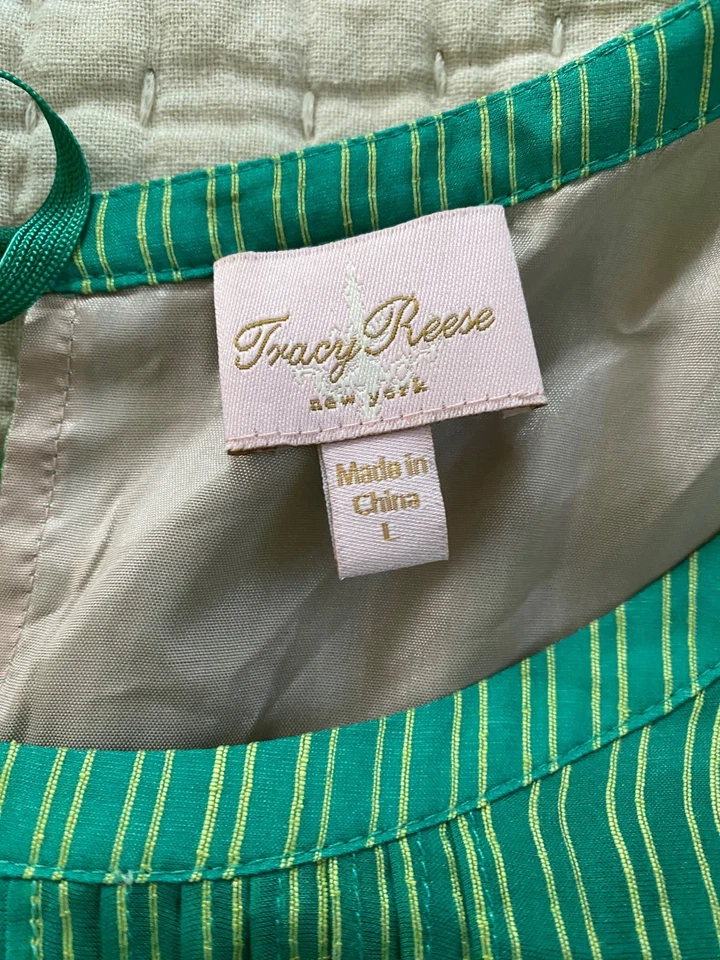 Tracy Reese
new york
Made in
China
L